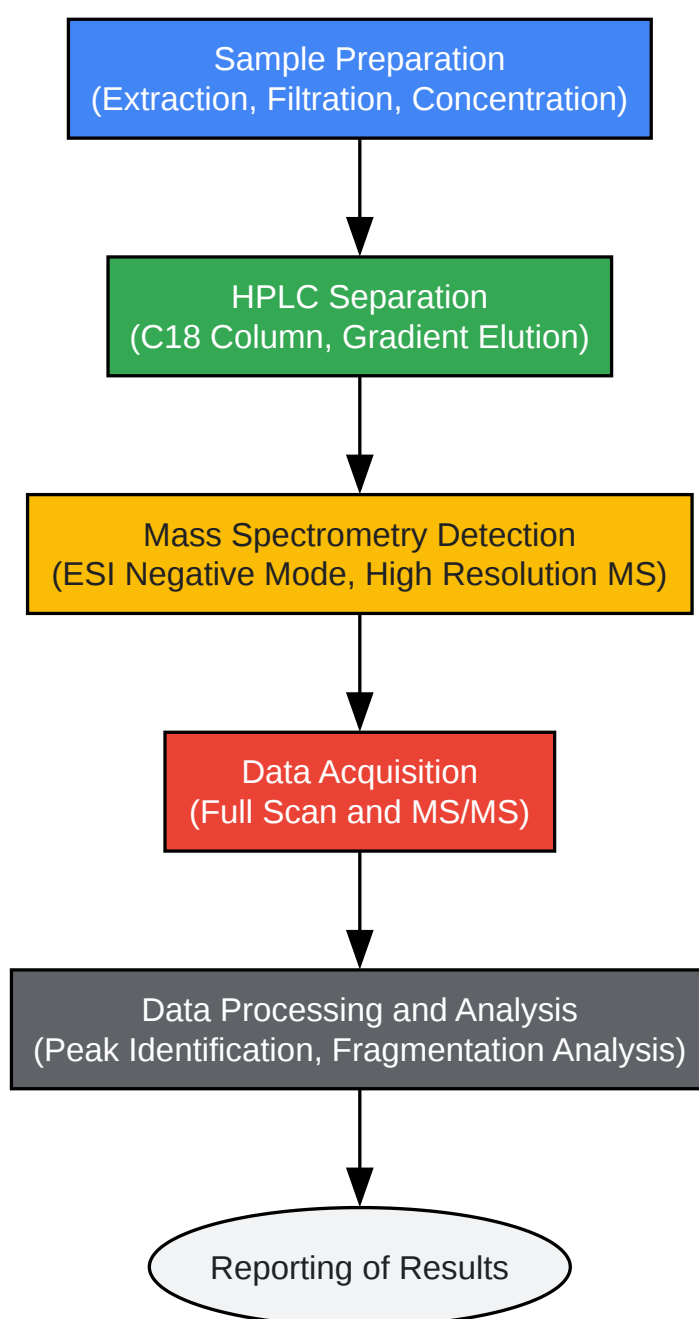 Sample Preparation
(Extraction, Filtration, Concentration)
HPLC Separation
(C18 Column, Gradient Elution)
Mass Spectrometry Detection
(ESI Negative Mode, High Resolution MS)
Data Acquisition
(Full Scan and MS/MS)
Data Processing and Analysis
(Peak Identification, Fragmentation Analysis)
Reporting of Results